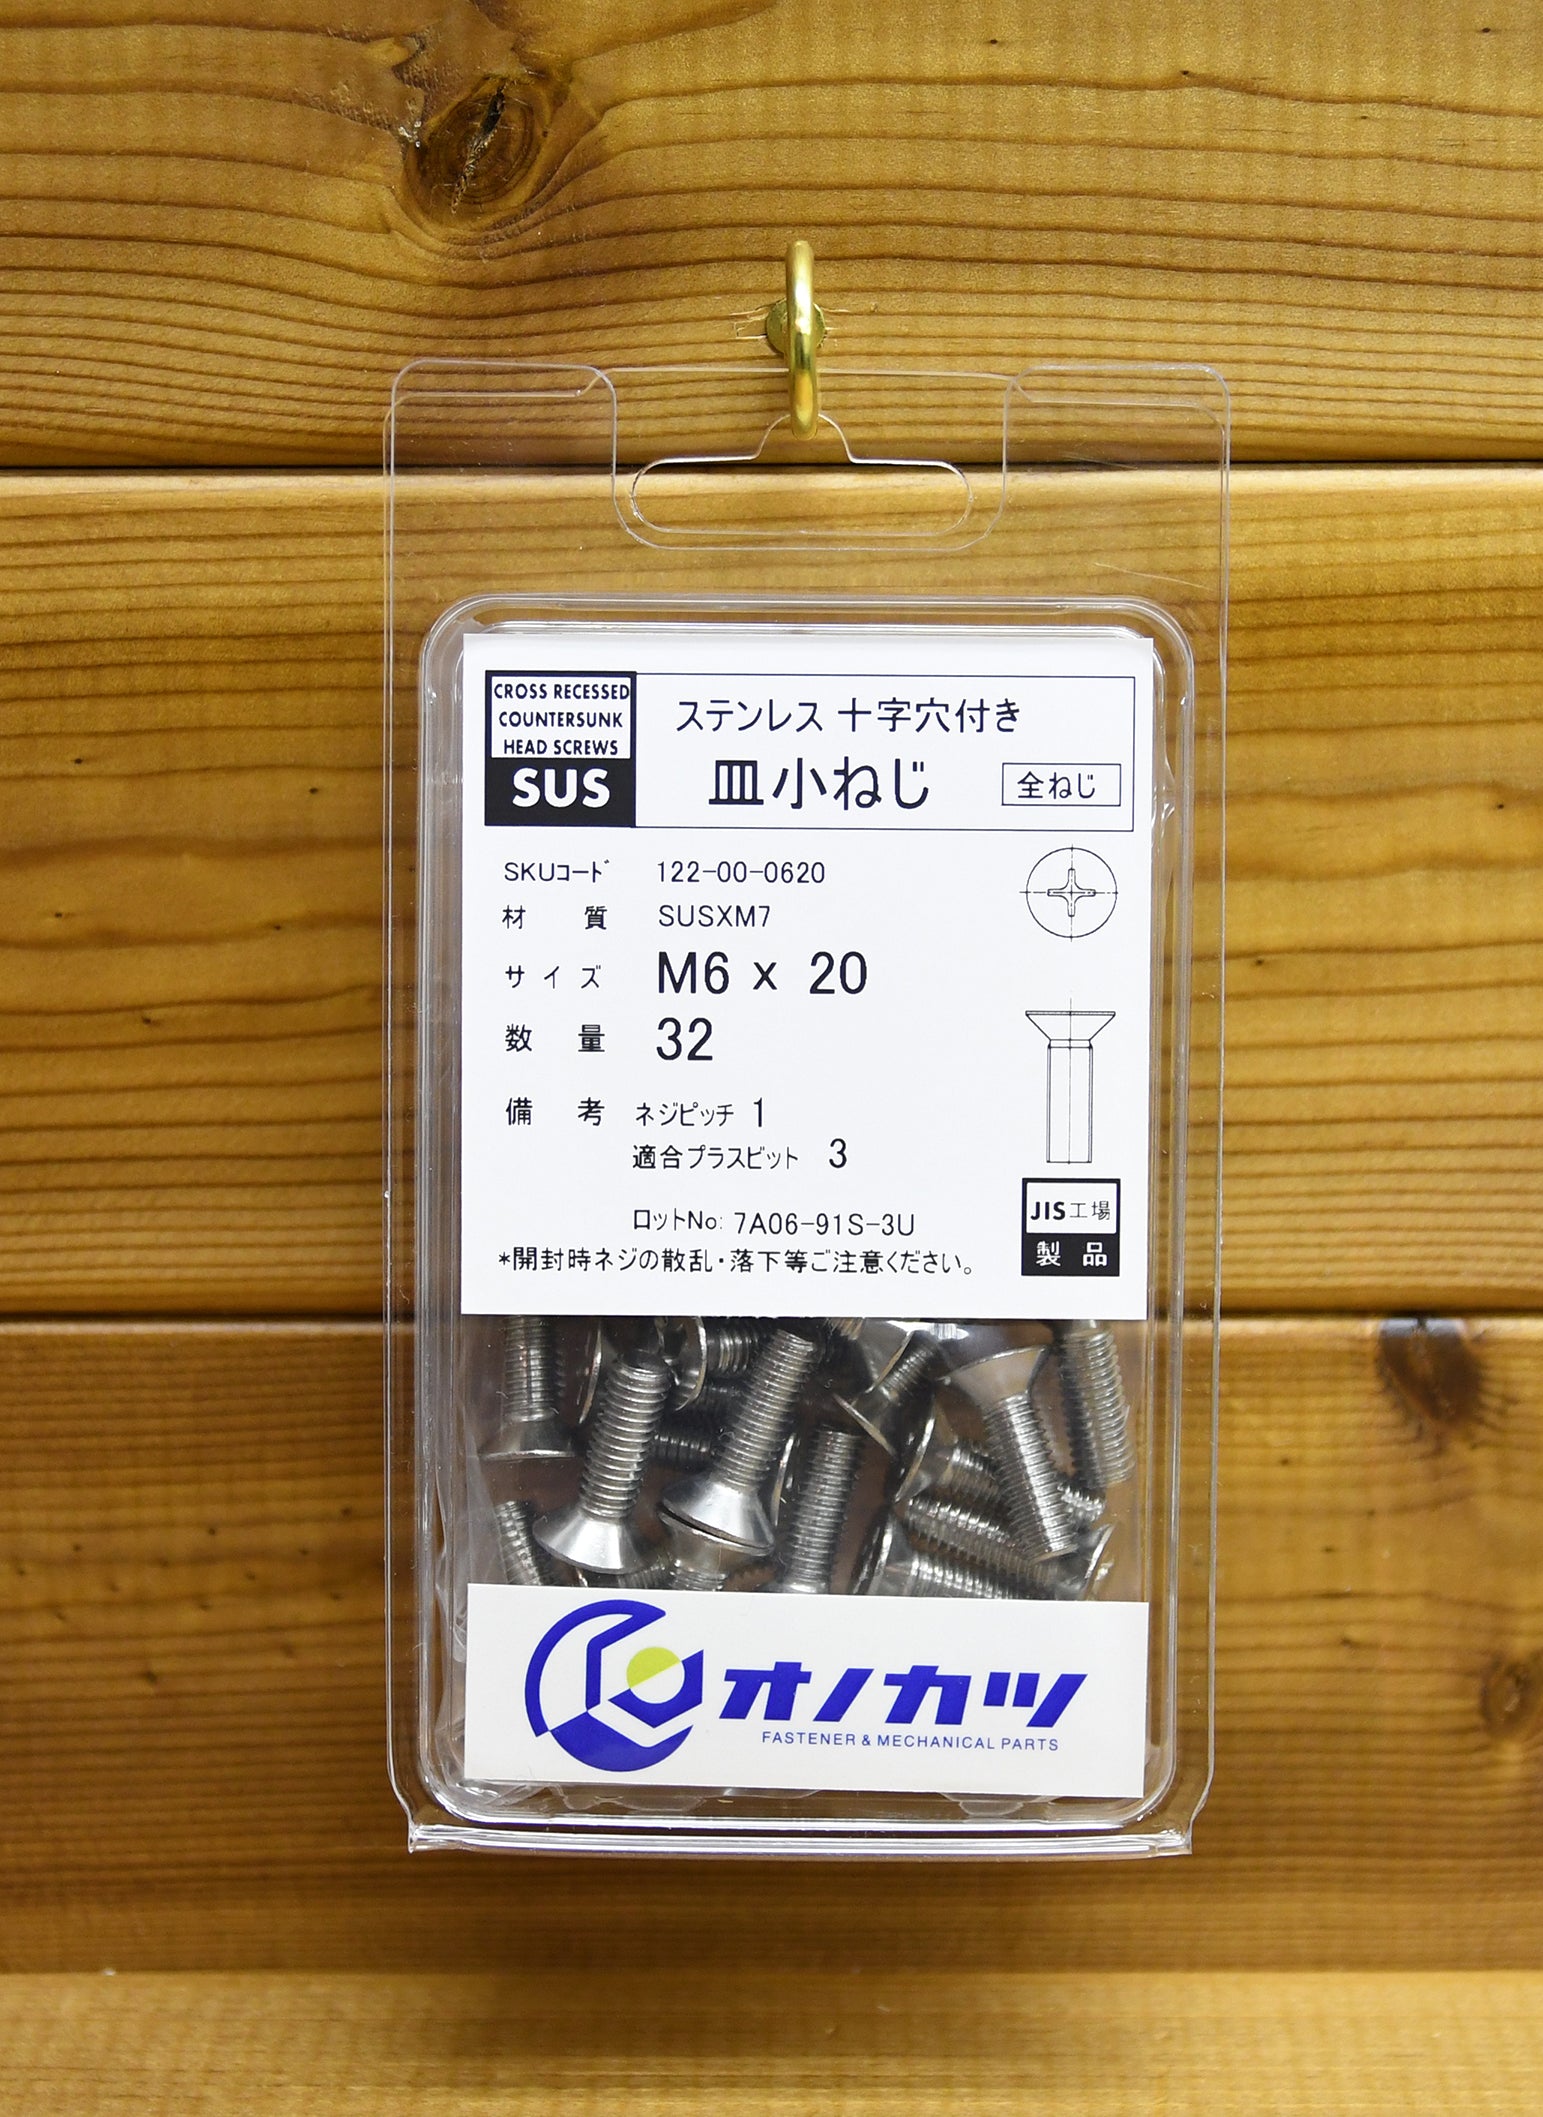 CROSS RECESSED
COUNTERSUNK
HEAD SCREWS
SUS
ステンレス 十字穴付き
皿小ねじ
全ねじ
SKUコード 122-00-0620
材質 SUSXM7
サイズ M6 x 20
数量 32
備考 ネジピッチ 1
適合プラスビット 3
ロットNo: 7A06-91S-3U
*開封時ネジの散乱・落下等ご注意ください。
JIS工場
製品
オノカツ
FASTENER & MECHANICAL PARTS